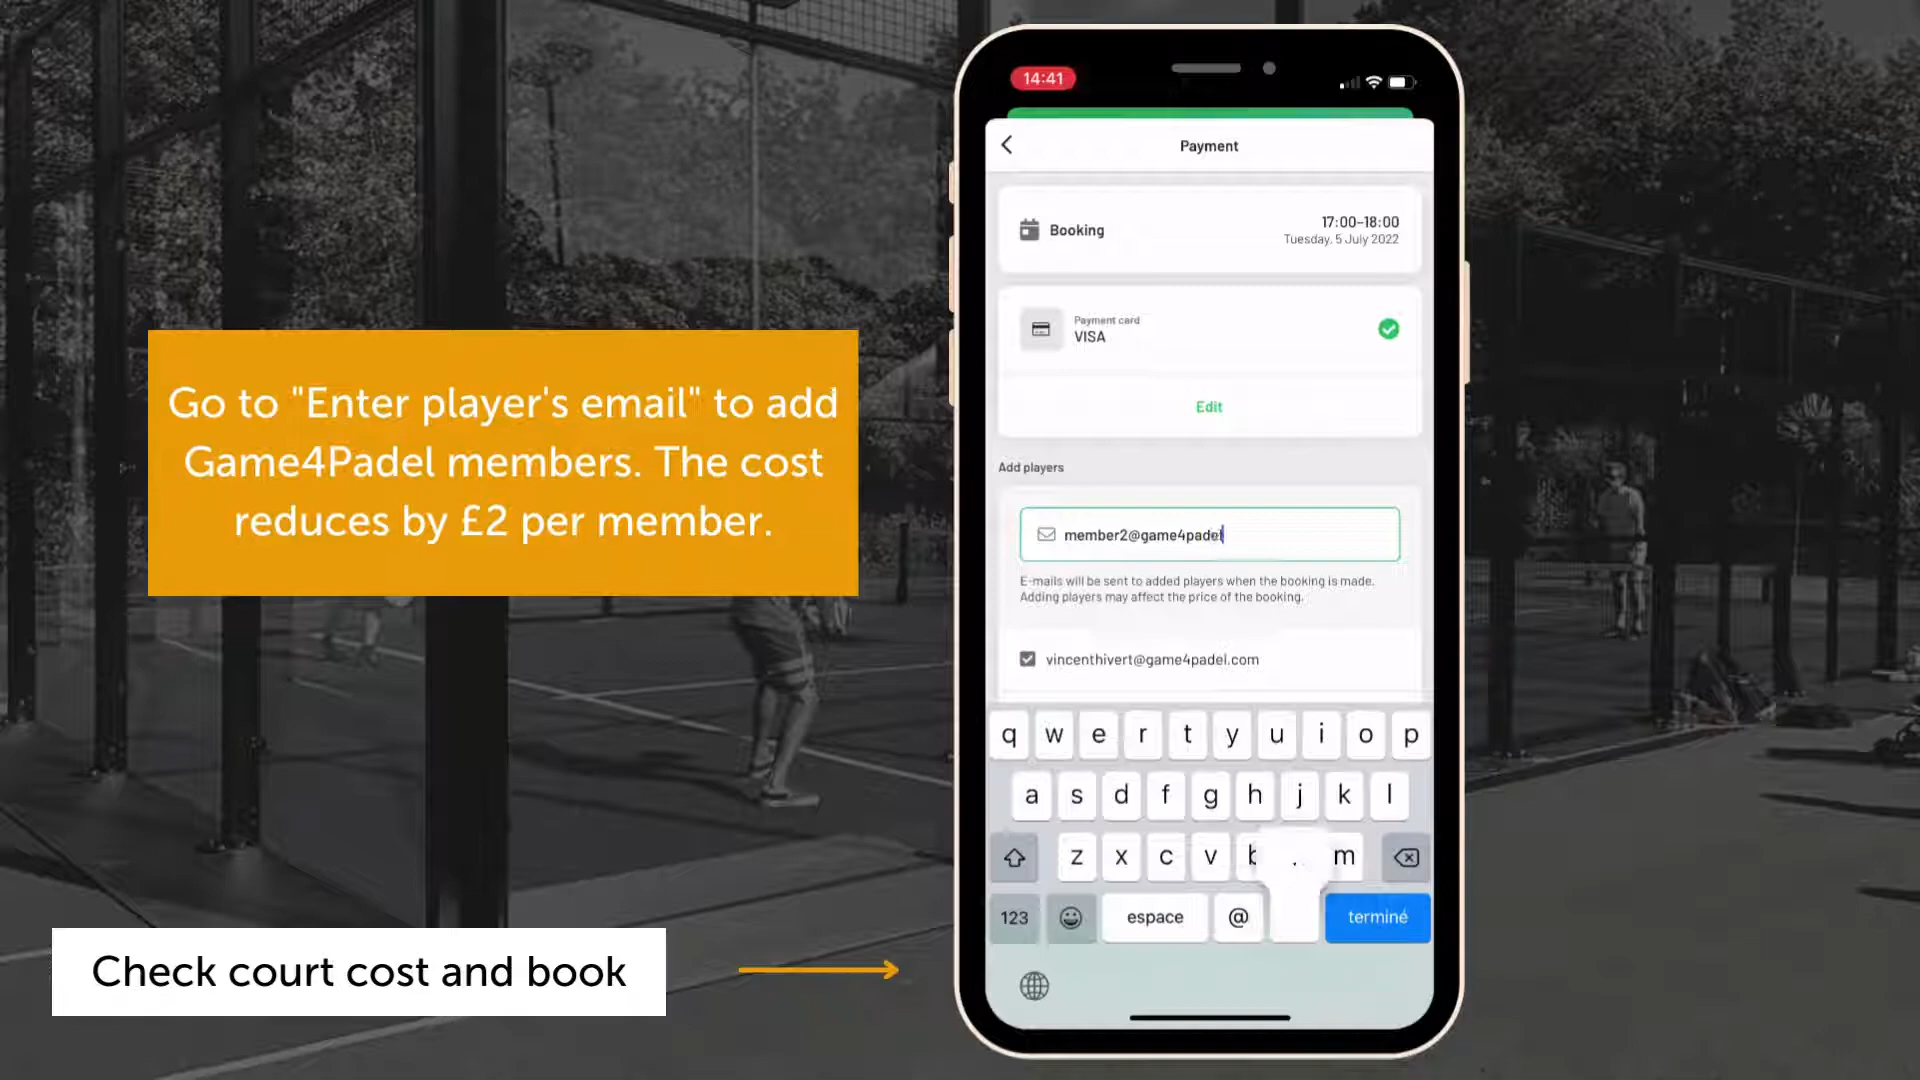 Go to "Enter player's email" to add
Game4Padel members. The cost
reduces by £2 per member.
Check court cost and book
14:41
Payment
Booking
17:00-18:00
Tuesday, 5 July 2022
Payment card
VISA
Edit
Add players
member2@game4padel
E-mails will be sent to added players when the booking is made.
Adding players may affect the price of the booking.
vincenthivert@game4padel.com
q w e r t y u i o p
a s d f g h j k l
z x c v b . m
123 espace @ terminé